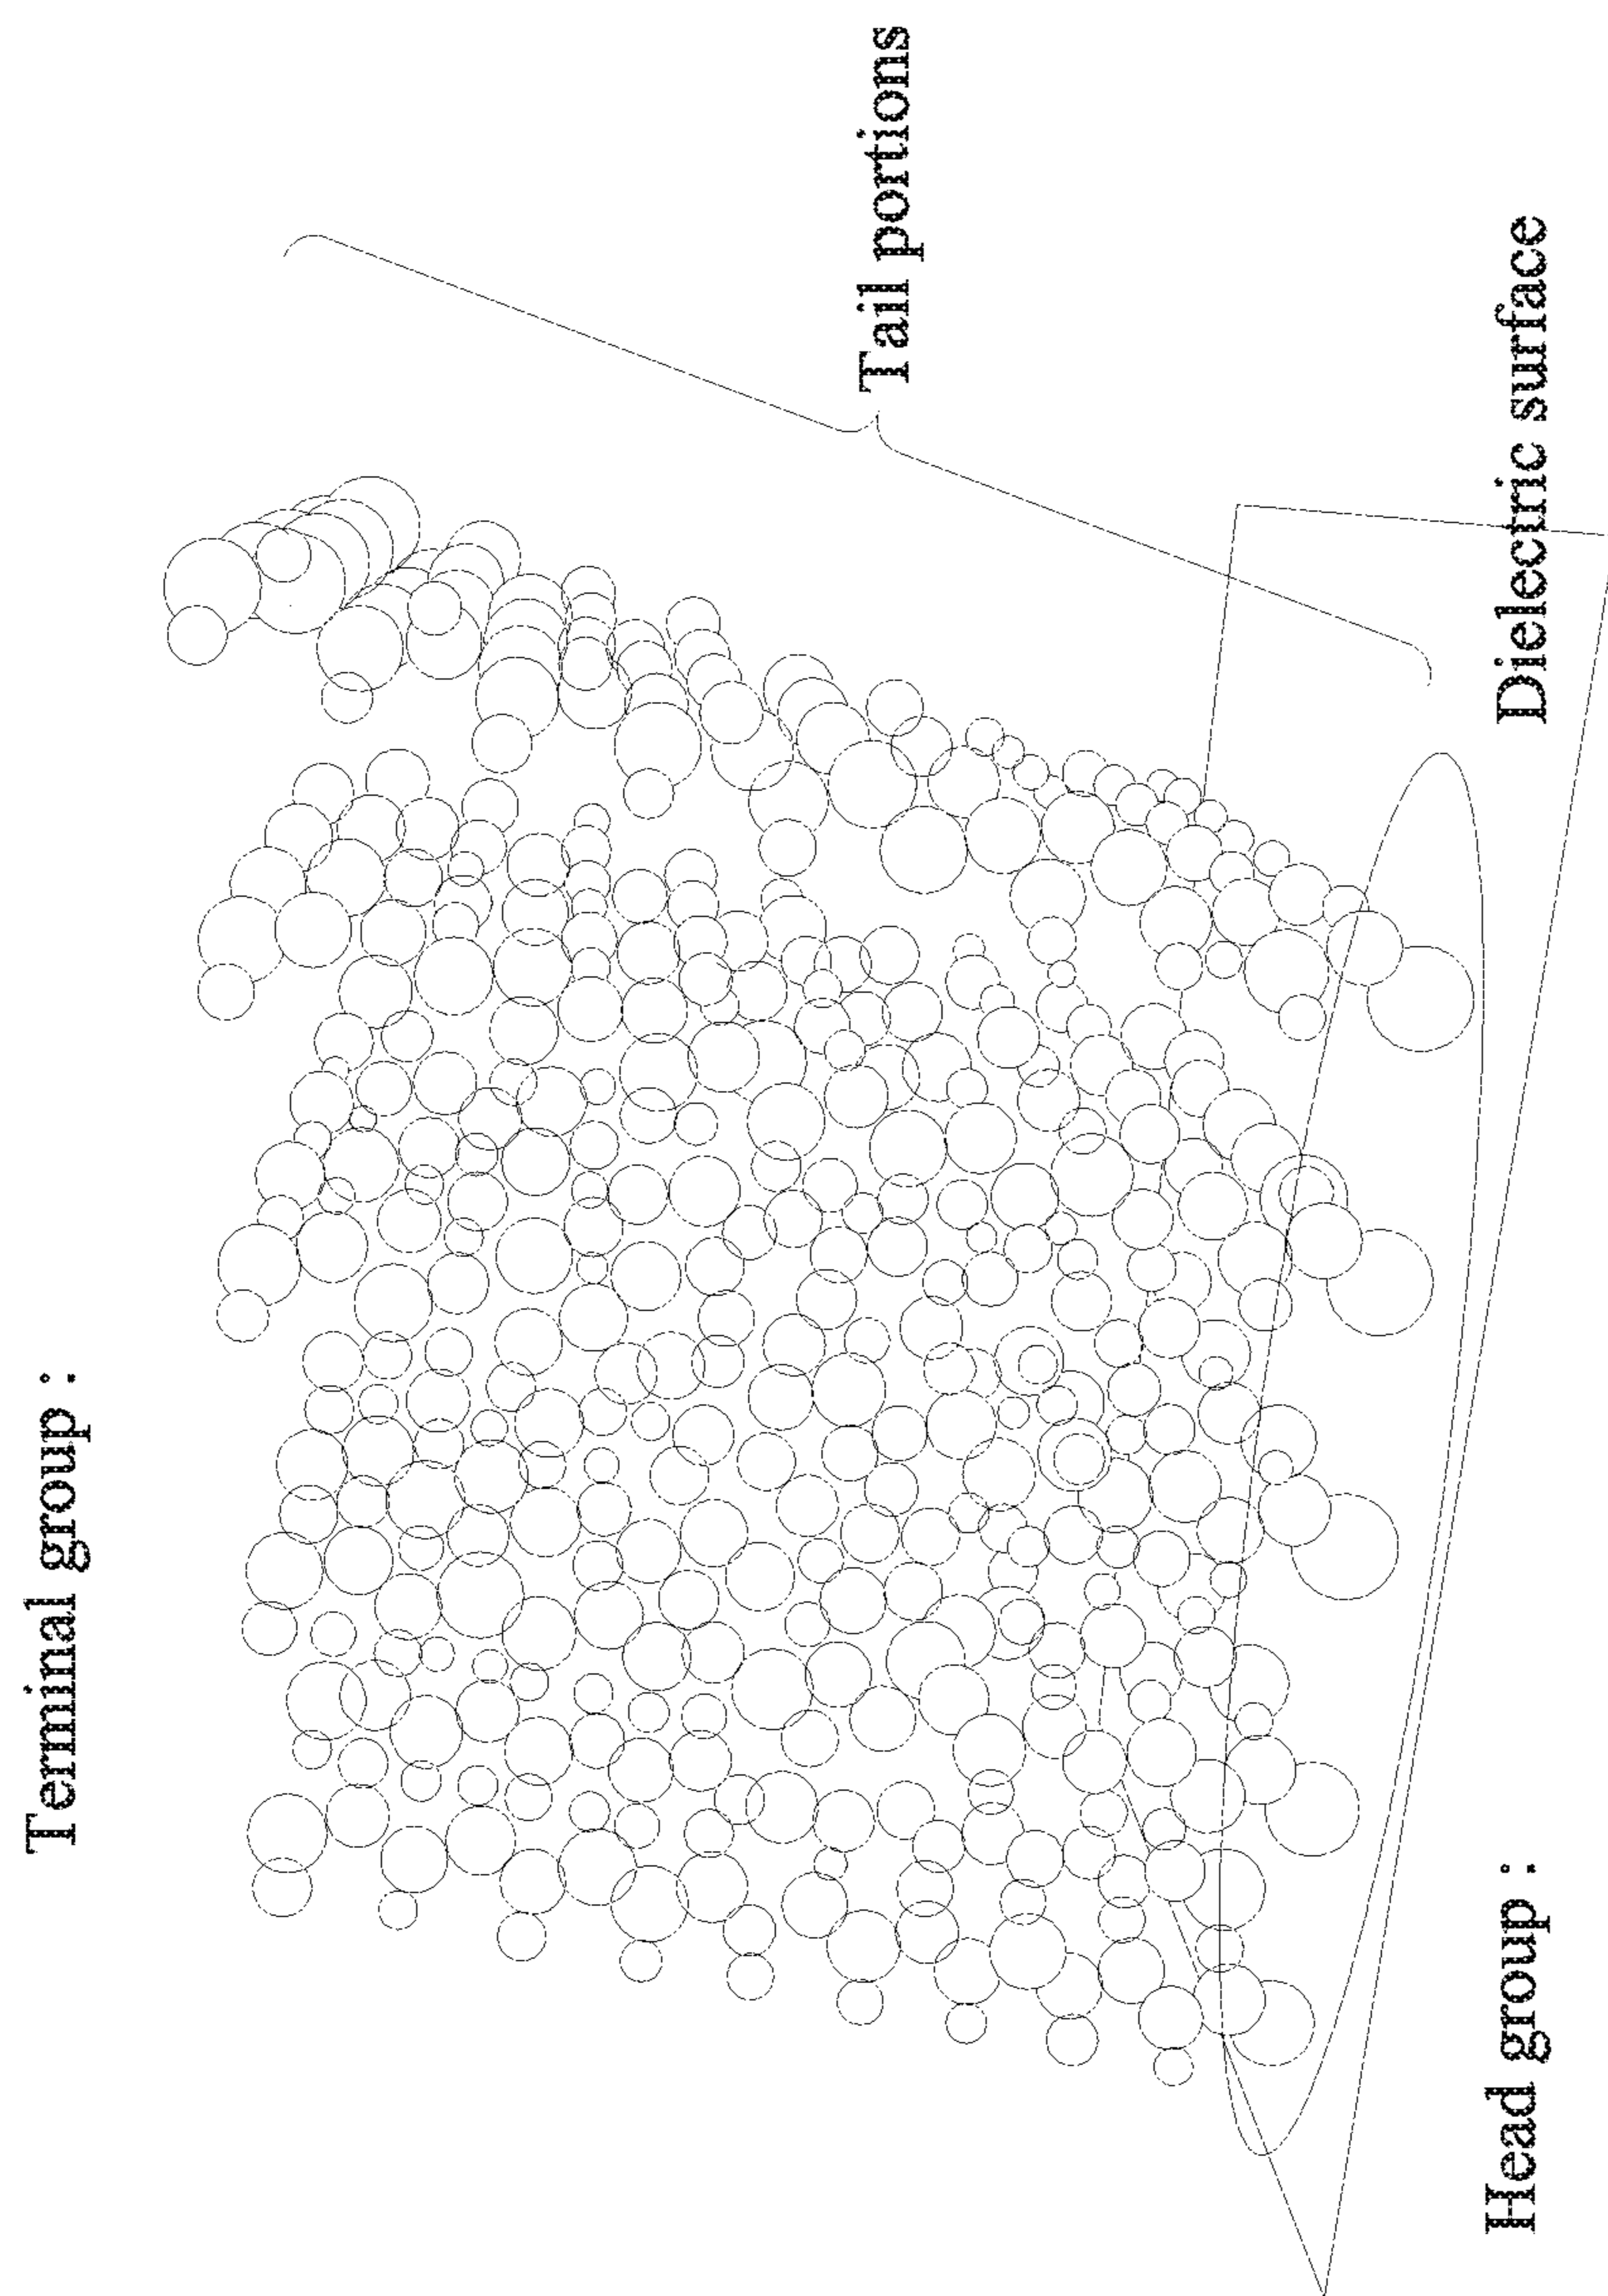 Terminal group :
Tail portions
Dielectric surface
Head group :